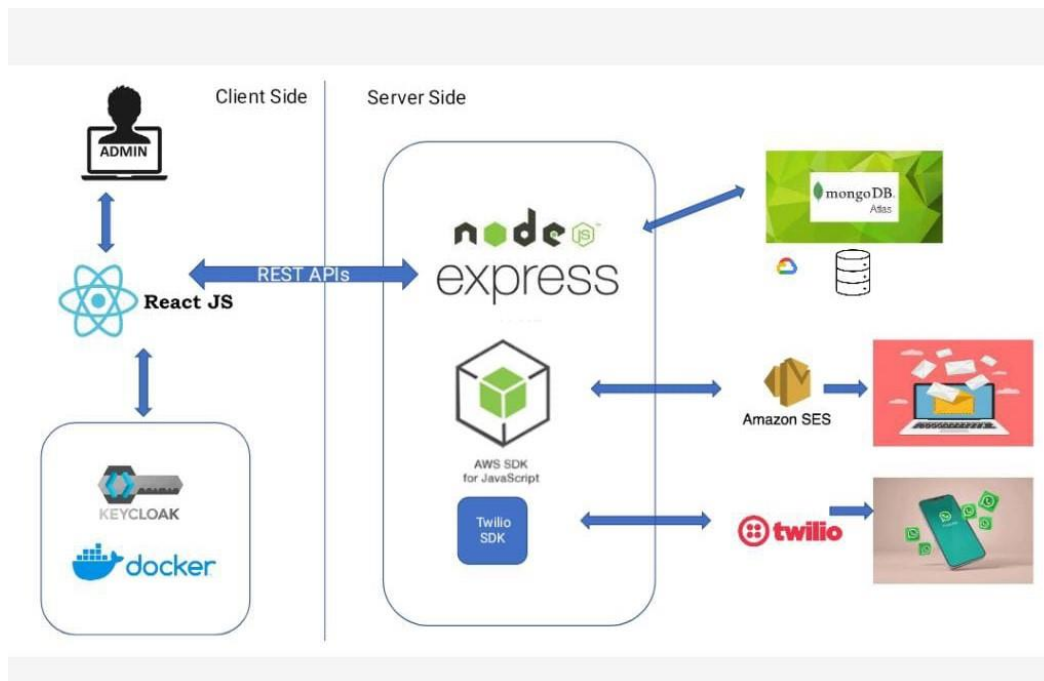 Client Side
Server Side
ADMIN
node
JS
express
REST APIs
React JS
mongoDB.
Atlas
AWS SDK
for JavaScript
Amazon SES
Twilio
SDK
twilio
KEYCLOAK
docker